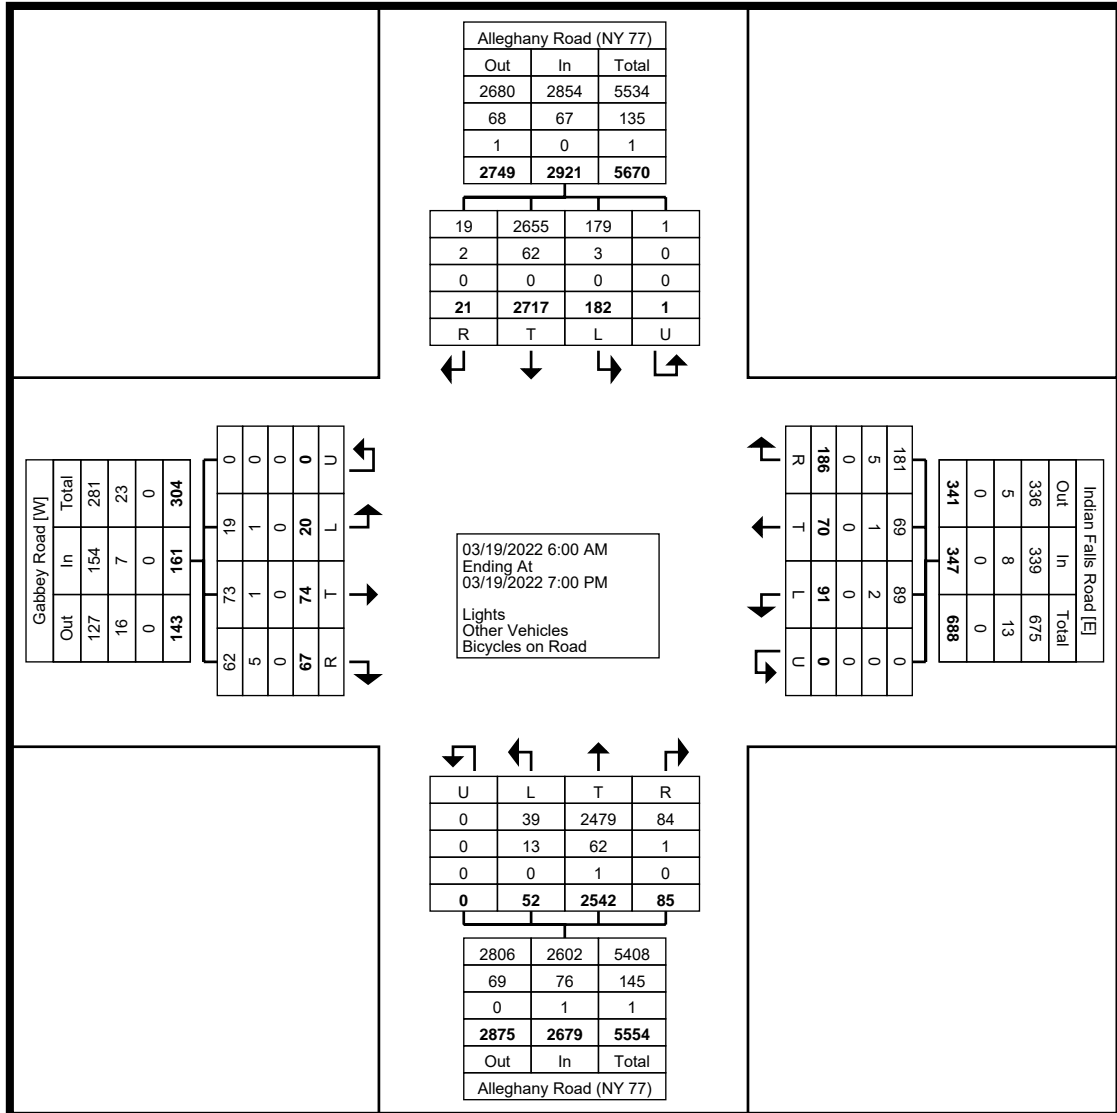 Alleghany Road (NY 77)
Out In Total
2680 2854 5534
68 67 135
1 0 1
2749 2921 5670
19 2655 179 1
2 62 3 0
0 0 0 0
21 2717 182 1
R T L U
Gabbey Road [W]
Out In Total
127 154 281
16 7 23
0 0 0
143 161 304
62 73 19 0
5 1 1 0
0 0 0 0
67 74 20 0
R T L U
03/19/2022 6:00 AM
Ending At
03/19/2022 7:00 PM
Lights
Other Vehicles
Bicycles on Road
Indian Falls Road [E]
Out In Total
336 339 675
5 8 13
0 0 0
341 347 688
181 69 89 0
5 1 2 0
0 0 0 0
186 70 91 0
R T L U
U L T R
0 39 2479 84
0 13 62 1
0 0 1 0
0 52 2542 85
2806 2602 5408
69 76 145
0 1 1
2875 2679 5554
Out In Total
Alleghany Road (NY 77)